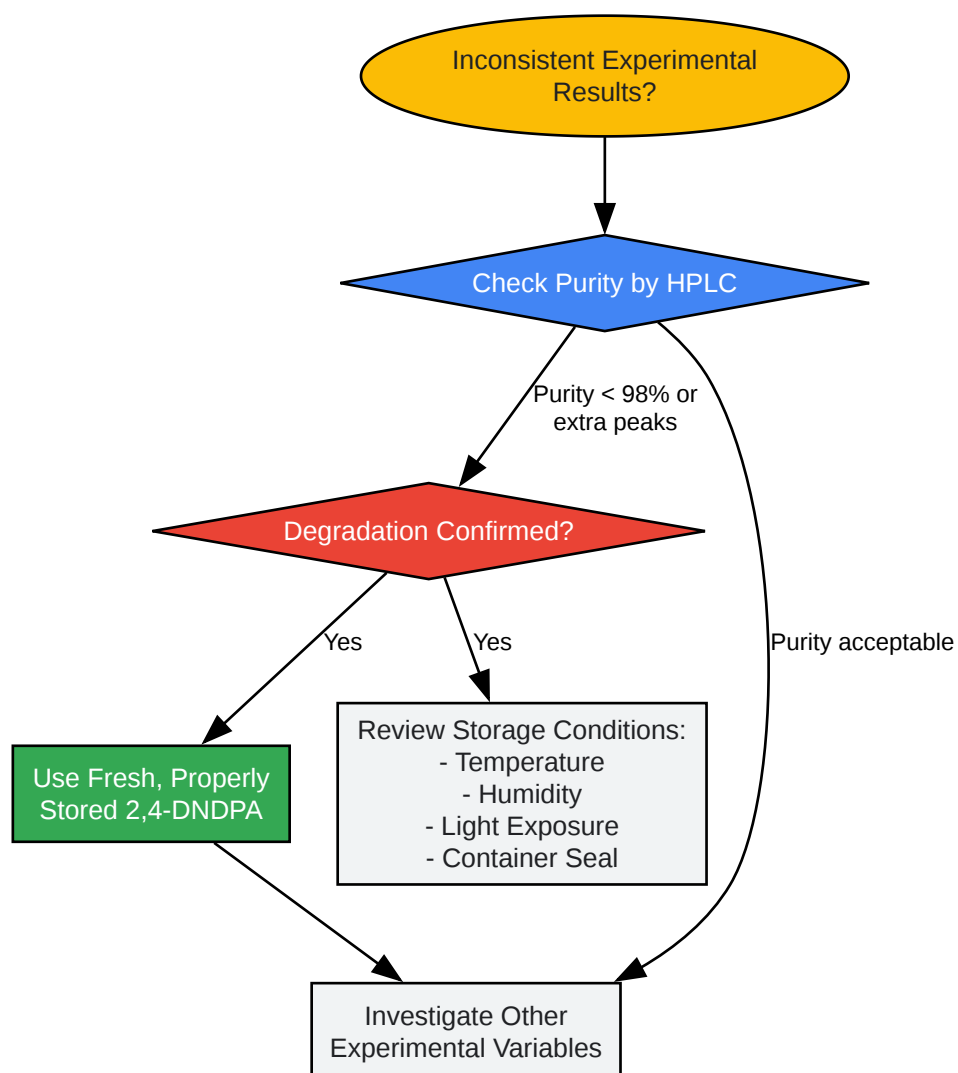 Inconsistent Experimental
Results?
Check Purity by HPLC
Purity < 98% or
extra peaks
Degradation Confirmed?
Yes
Yes
Purity acceptable
Review Storage Conditions:
- Temperature
- Humidity
- Light Exposure
- Container Seal
Use Fresh, Properly
Stored 2,4-DNDPA
Investigate Other
Experimental Variables